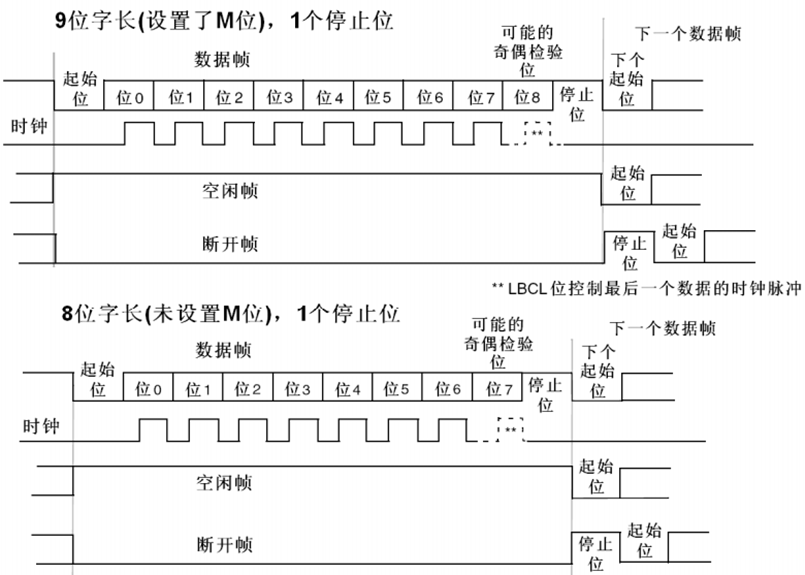 9位字长(设置了M位)，1个停止位
可能的
奇偶检验
位
下一个数据帧
数据帧
起始
位
位0
位1
位2
位3
位4
位5
位6
位7
位8
停止
位
下个
起始
位
时钟
**
空闲帧
起始
位
断开帧
停止
位
起始
位
** LBCL位控制最后一个数据的时钟脉冲
8位字长(未设置M位)，1个停止位
可能的
奇偶检验
位
下一个数据帧
数据帧
起始
位
位0
位1
位2
位3
位4
位5
位6
位7
停止
位
下个
起始
位
时钟
**
空闲帧
起始
位
断开帧
停止
位
起始
位